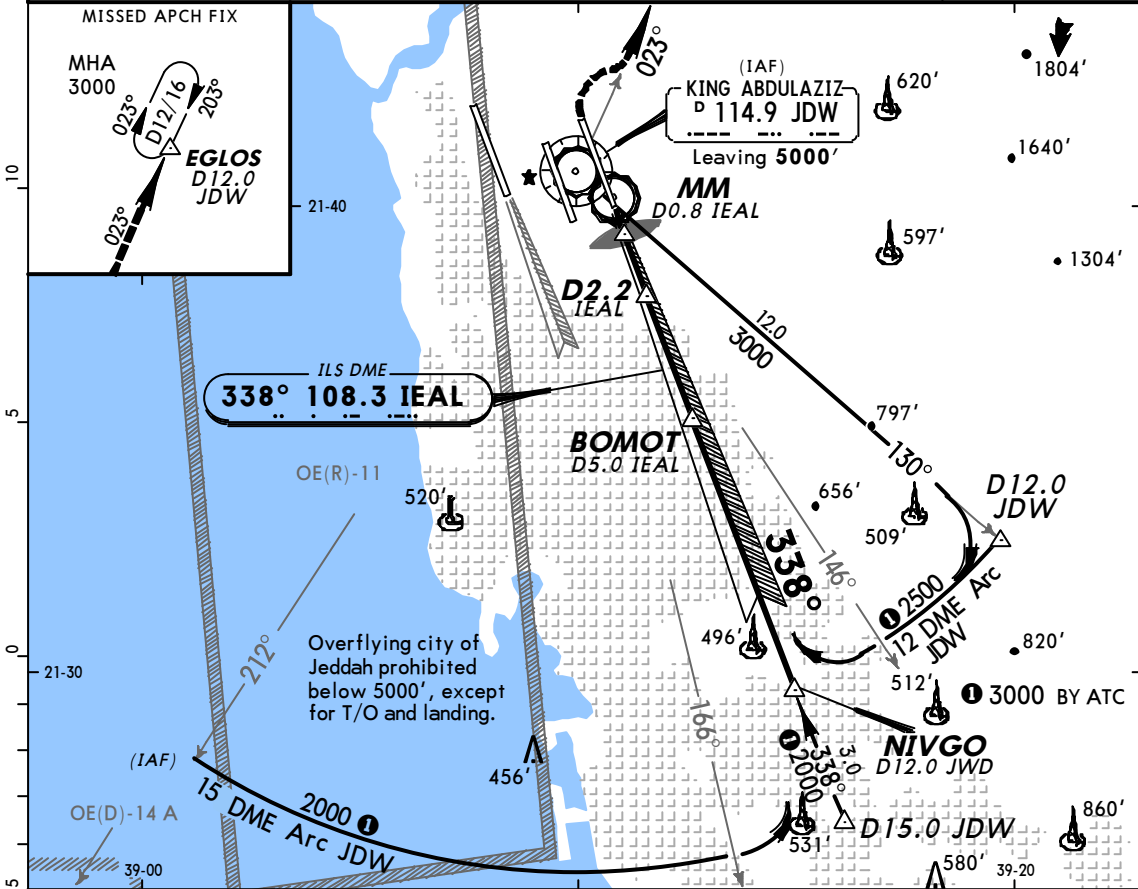 MISSED APCH FIX
MHA
3000
023°
D12/16
203°
EGLOS
D12.0
JDW
023°
023°
(IAF)
KING ABDULAZIZ
D 114.9 JDW
Leaving 5000'
620'
1804'
1640'
597'
1304'
10
21-40
MM
D0.8 IEAL
D2.2
IEAL
12.0
3000
ILS DME
338° 108.3 IEAL
5
797'
BOMOT
D5.0 IEAL
130°
OE(R)-11
520'
656'
509'
D12.0
JDW
338°
146°
1 2500
12 DME Arc
JDW
212°
Overflying city of
Jeddah prohibited
below 5000', except
for T/O and landing.
496'
820'
0
21-30
512'
1 3000 BY ATC
166°
NIVGO
D12.0 JWD
(IAF)
456'
1 2000
338°
3.0
2000 1
15 DME Arc JDW
OE(D)-14 A
531'
D15.0 JDW
860'
580'
5
39-00
39-20